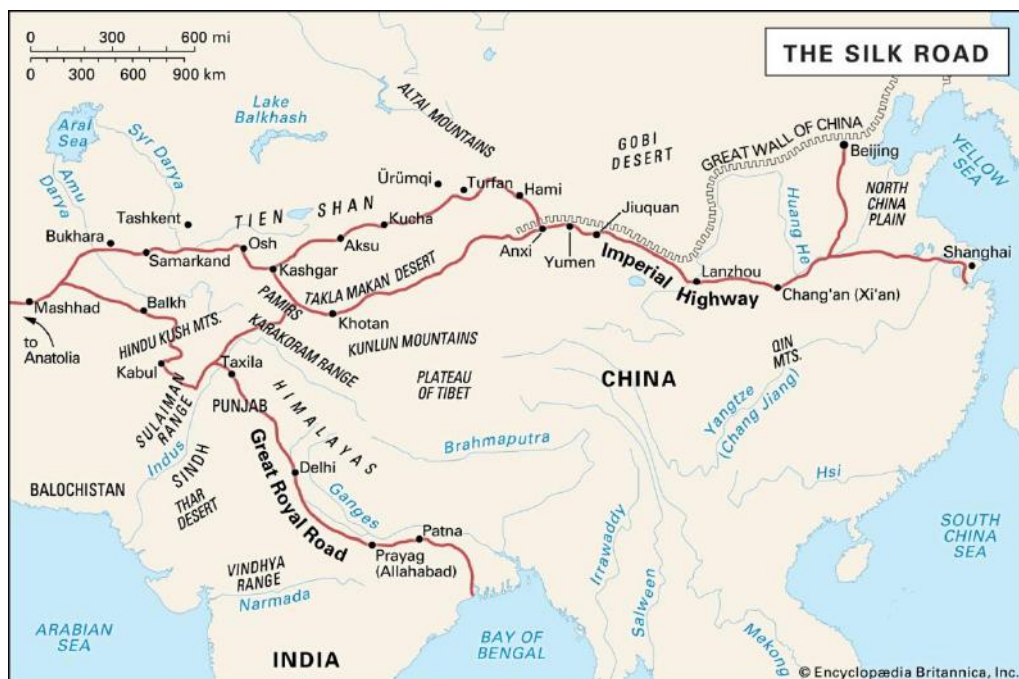 0 300 600 mi
0 300 600 900 km
THE SILK ROAD
Aral
Sea
Syr Darya
Amu
Darya
Lake
Balkhash
ALTAI MOUNTAINS
GOBI
DESERT
GREAT WALL OF CHINA
Beijing
YELLOW
SEA
NORTH
CHINA
PLAIN
Huang He
Ürümqi
Turfan
Hami
Jiuquan
Tashkent
TIEN SHAN
Kucha
Aksu
Bukhara
Samarkand
Osh
Kashgar
Anxi
Yumen
Imperial Highway
Lanzhou
Chang'an (Xi'an)
Shanghai
TAKLA MAKAN DESERT
Mashhad
to
Anatolia
Balkh
PAMIRS
Khotan
HINDU KUSH MTS.
KARAKORAM RANGE
KUNLUN MOUNTAINS
Kabul
Taxila
PLATEAU
OF TIBET
CHINA
QIN
MTS.
Yangtze
(Chang Jiang)
SULAIMAN
RANGE
PUNJAB
HIMALAYAS
Indus
SINDH
Great Royal Road
Delhi
Brahmaputra
Hsi
BALOCHISTAN
THAR
DESERT
Ganges
Patna
Prayag
(Allahabad)
VINDHYA
RANGE
Narmada
Irrawaddy
Salween
Mekong
SOUTH
CHINA
SEA
ARABIAN
SEA
INDIA
BAY OF
BENGAL
© Encyclopædia Britannica, Inc.